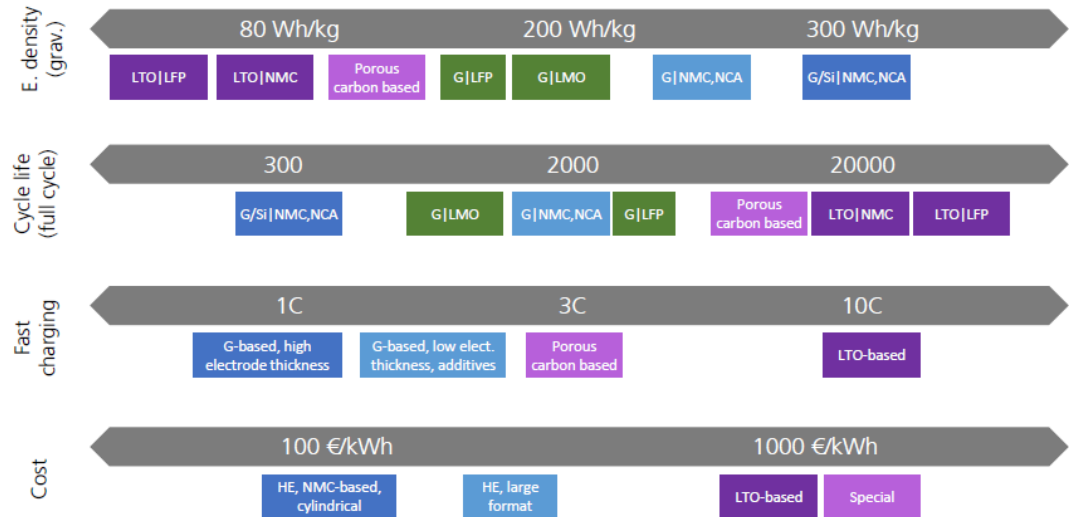 E. density
(grav.)
80 Wh/kg
200 Wh/kg
300 Wh/kg
LTO|LFP
LTO|NMC
Porous
carbon based
G|LFP
G|LMO
G|NMC,NCA
G/Si|NMC,NCA
Cycle life
(full cycle)
300
2000
20000
G/Si|NMC,NCA
G|LMO
G|NMC,NCA
G|LFP
Porous
carbon based
LTO|NMC
LTO|LFP
Fast
charging
1C
3C
10C
G-based, high
electrode thickness
G-based, low elect.
thickness, additives
Porous
carbon based
LTO-based
Cost
100 €/kWh
1000 €/kWh
HE, NMC-based,
cylindrical
HE, large
format
LTO-based
Special